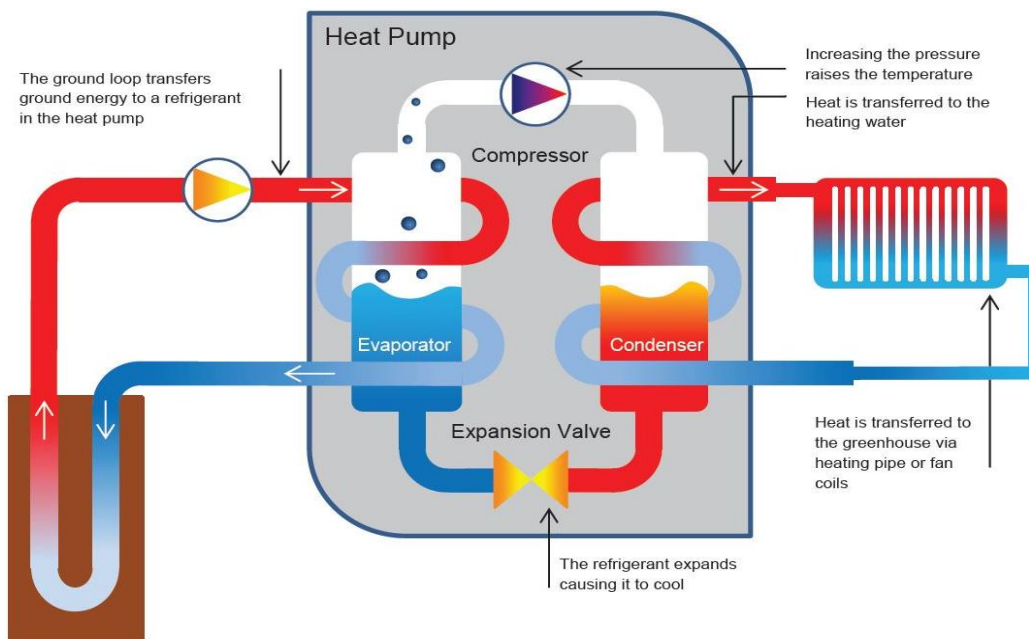 Heat Pump
The ground loop transfers
ground energy to a refrigerant
in the heat pump
Increasing the pressure
raises the temperature
Heat is transferred to the
heating water
Compressor
Evaporator
Condenser
Expansion Valve
Heat is transferred to
the greenhouse via
heating pipe or fan
coils
The refrigerant expands
causing it to cool